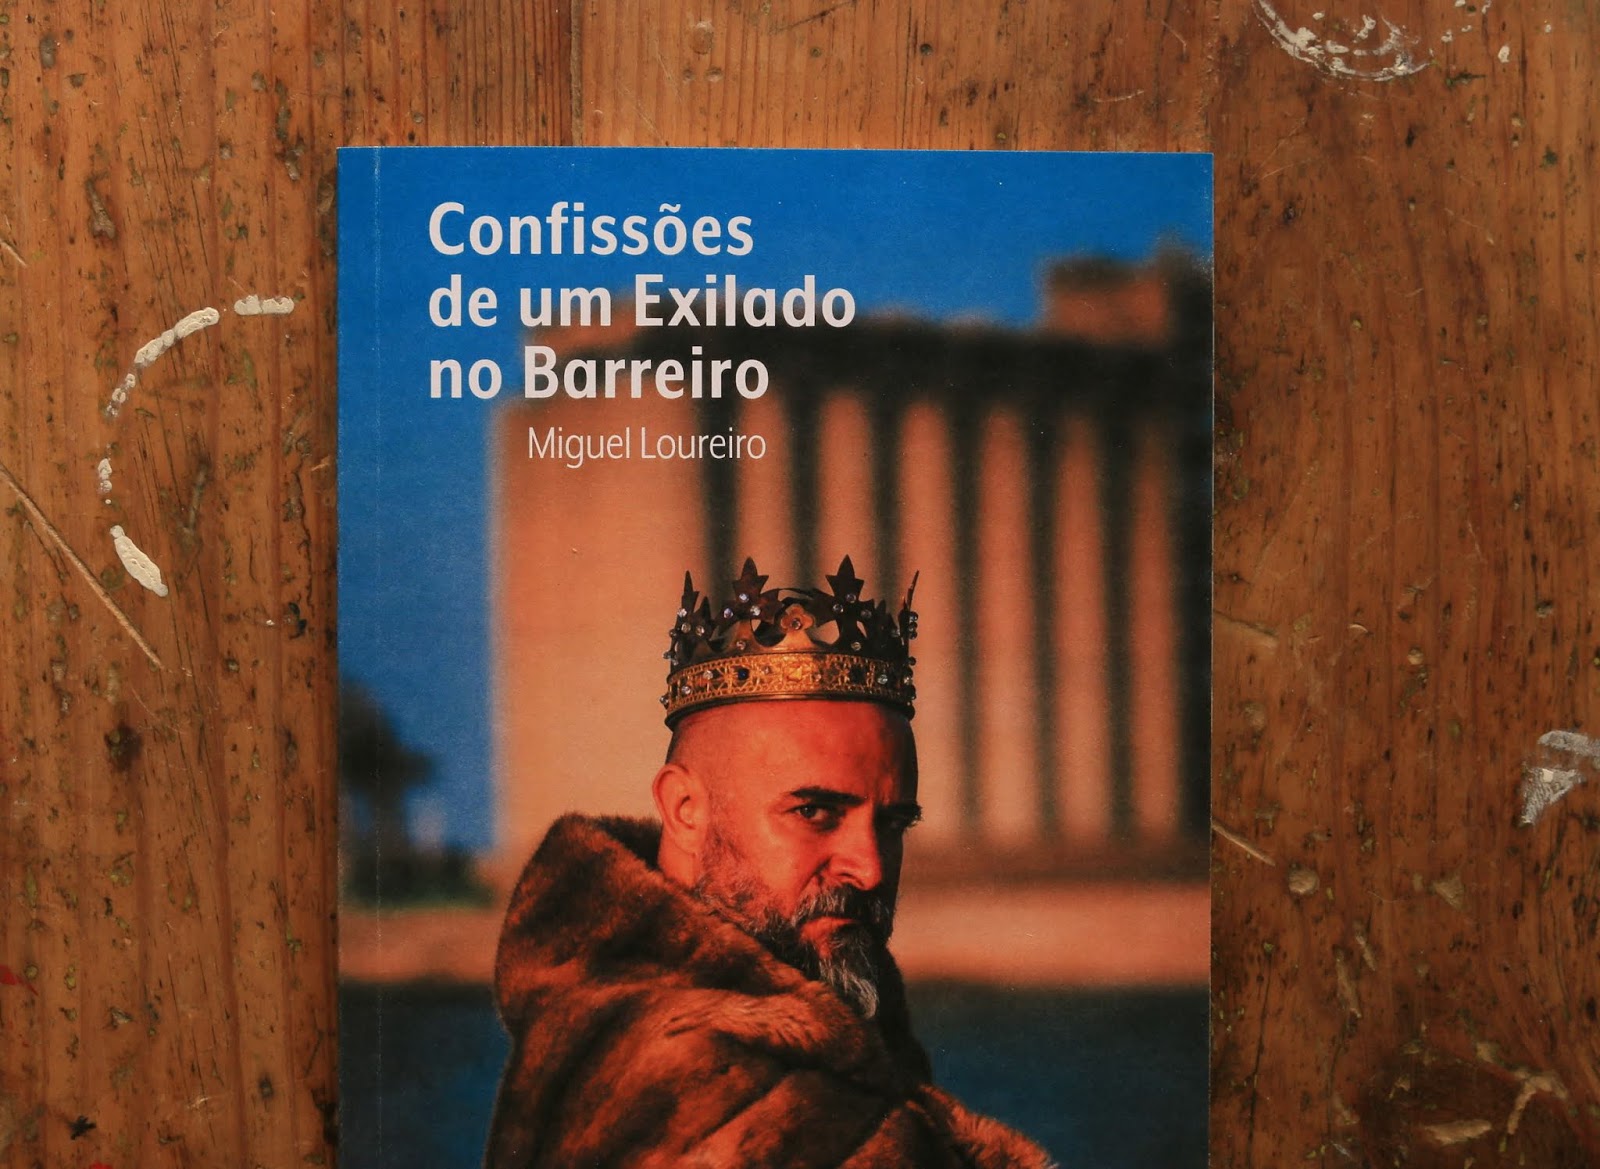 Confissões
de um Exilado
no Barreiro
Miguel Loureiro